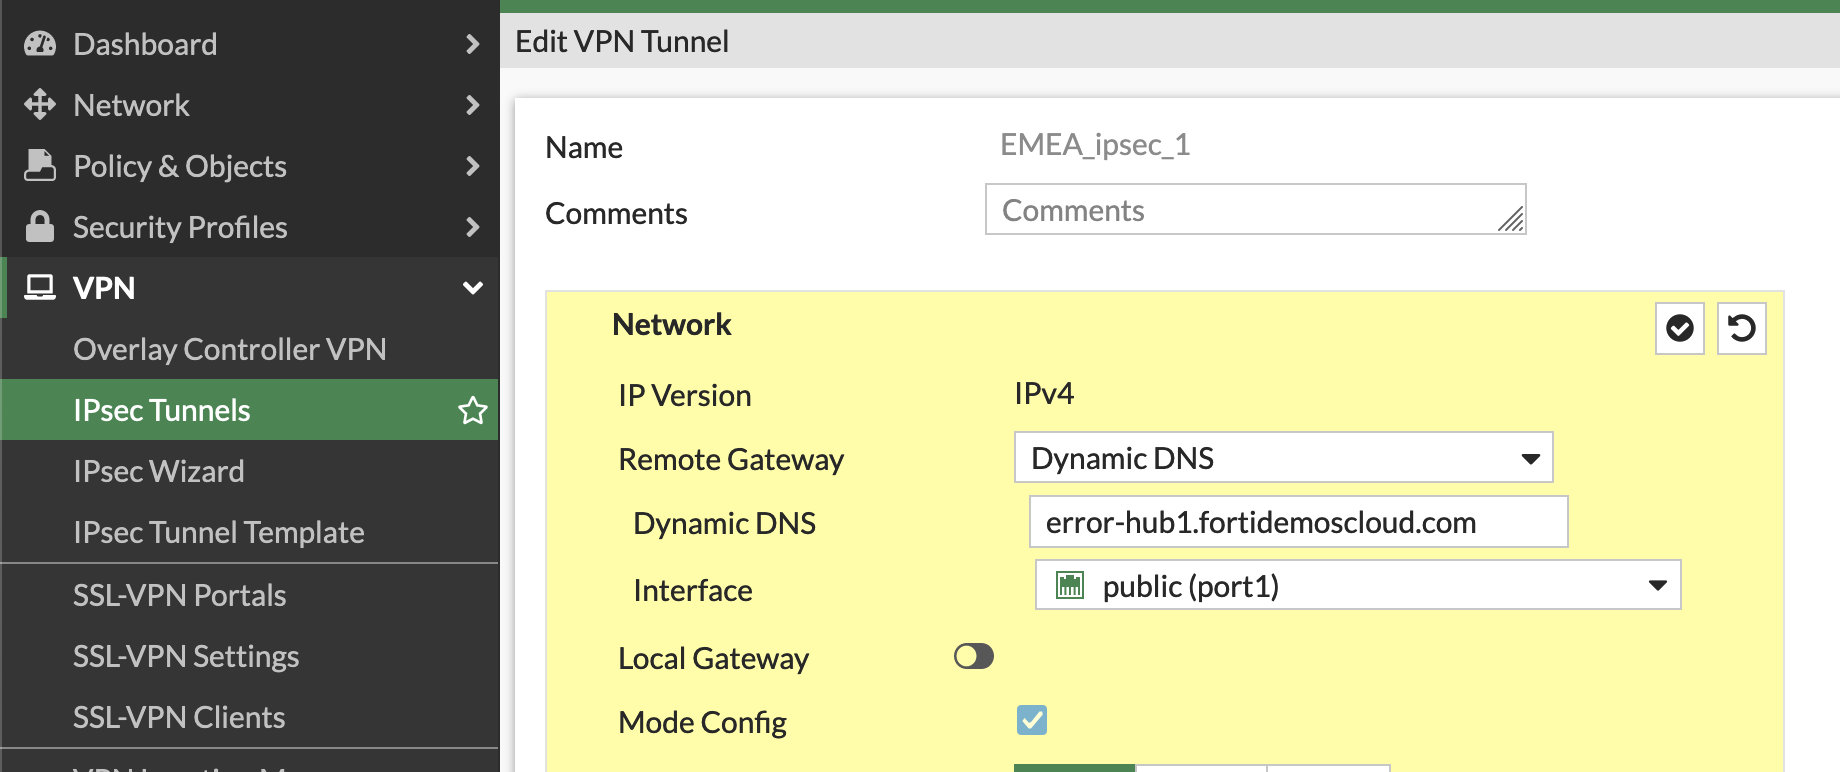 Dashboard
Network
Policy & Objects
Security Profiles
VPN
Overlay Controller VPN
IPsec Tunnels
IPsec Wizard
IPsec Tunnel Template
SSL-VPN Portals
SSL-VPN Settings
SSL-VPN Clients
Edit VPN Tunnel
Name EMEA_ipsec_1
Comments Comments
Network
IP Version IPv4
Remote Gateway Dynamic DNS
Dynamic DNS error-hub1.fortidemoscloud.com
Interface public (port1)
Local Gateway
Mode Config